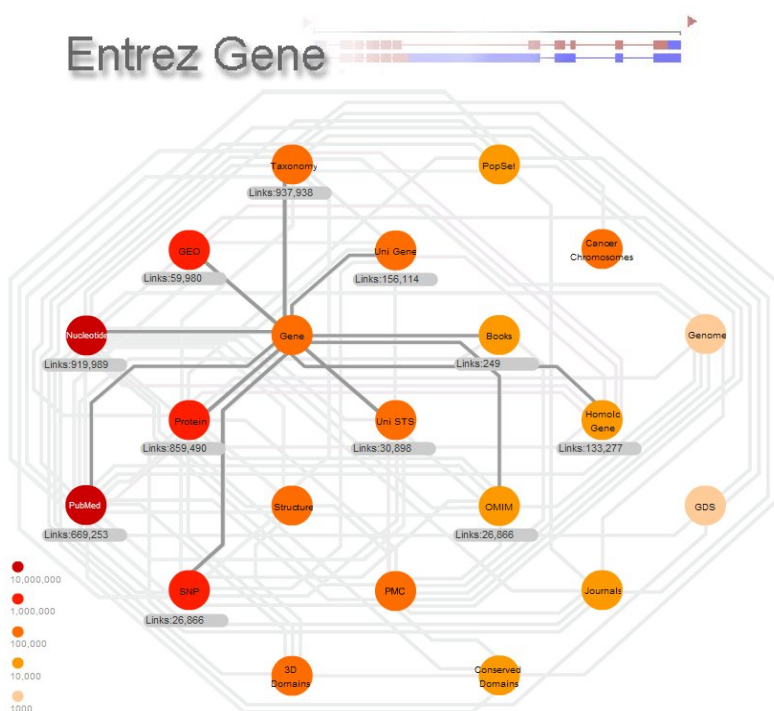 Entrez Gene
Taxonomy
Links:937,938
PopSet
GEO
Links:59,980
Uni Gene
Links:156,114
Cancer
Chromosomes
Nucleotide
Links:919,989
Gene
Books
Links:249
Genome
Protein
Links:859,490
Uni STS
Links:30,898
Homolo
Gene
Links:133,277
PubMed
Links:669,253
Structure
OMIM
Links:26,866
GDS
SNP
Links:26,866
PMC
Journals
3D
Domains
Conserved
Domains
10,000,000
1,000,000
100,000
10,000
1000